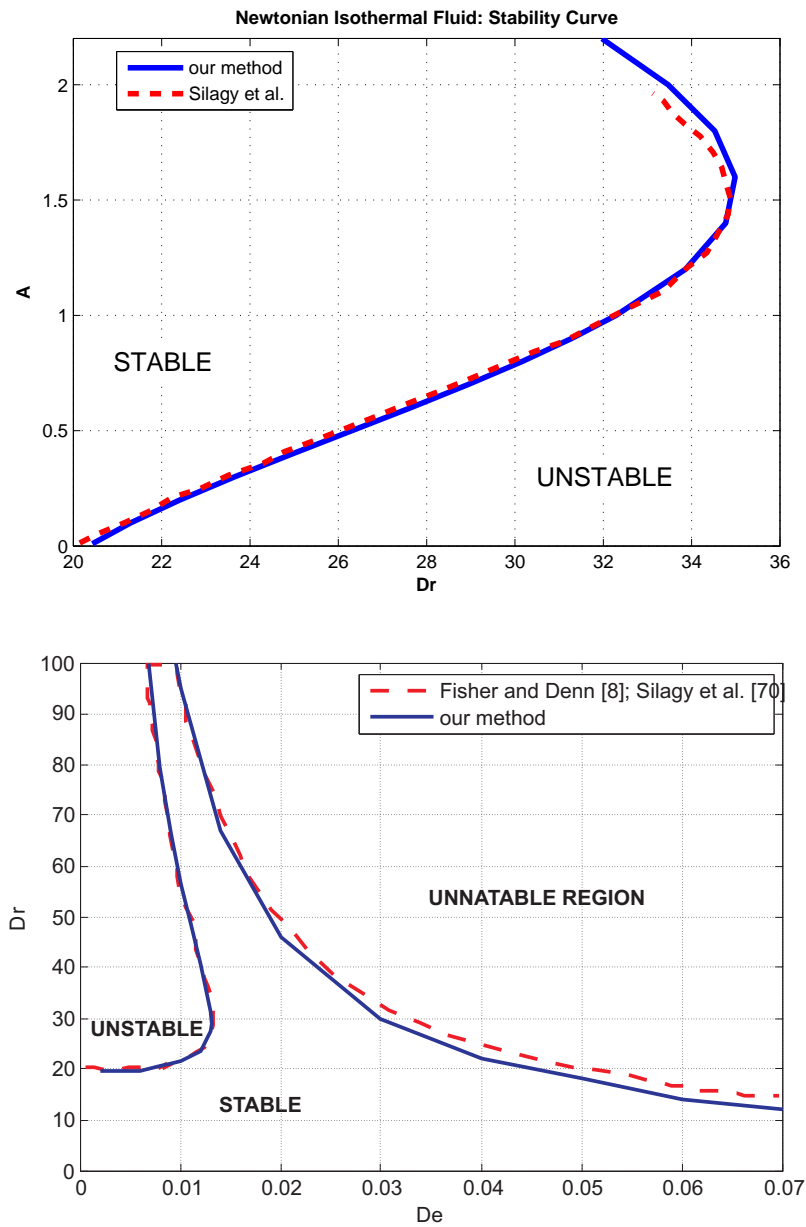 Newtonian Isothermal Fluid: Stability Curve
our method
Silagy et al.
STABLE
UNSTABLE
A
2
1.5
1
0.5
0
20
22
24
26
28
30
32
34
36
Dr
Fisher and Denn [8]; Silagy et al. [70]
our method
UNNATABLE REGION
UNSTABLE
STABLE
Dr
100
90
80
70
60
50
40
30
20
10
0
0
0.01
0.02
0.03
0.04
0.05
0.06
0.07
De